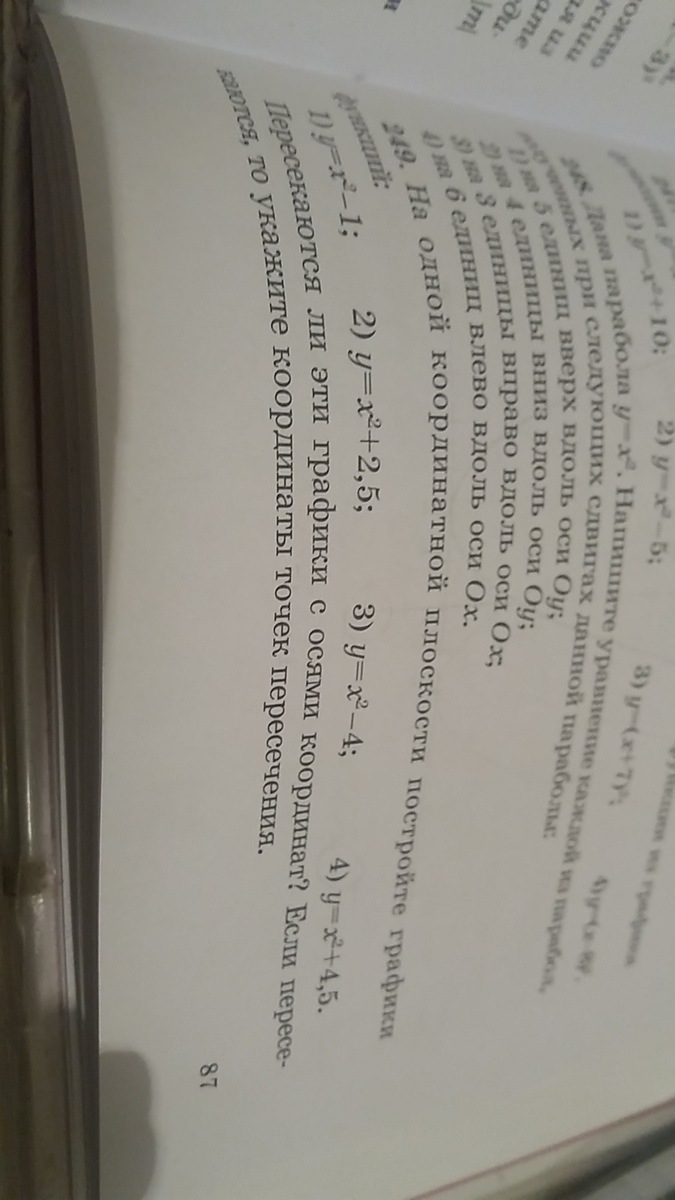 1) y=x²+10; 2) y=x²−5; 3) y=(x+7)²;
248. Дана парабола y=x². Напишите уравнение каждой из парабол,
при следующих сдвигах данной параболы:
1) на 5 единиц вверх вдоль оси Oy;
2) на 4 единицы вниз вдоль оси Oy;
3) на 3 единицы вправо вдоль оси Ox;
4) на 6 единиц влево вдоль оси Ox.
249. На одной координатной плоскости постройте графики
функций:
1) y=x²−1; 2) y=x²+2,5; 3) y=x²−4; 4) y=x²+4,5.
Пересекаются ли эти графики с осями координат? Если пересе-
каются, то укажите координаты точек пересечения.
87